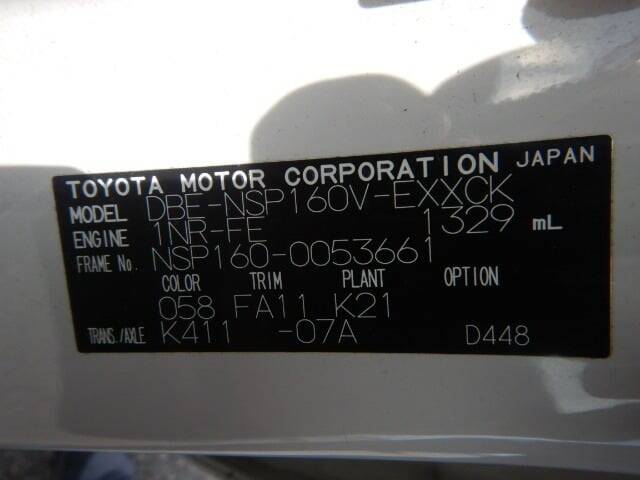 TOYOTA MOTOR CORPORATION JAPAN
MODEL DBE-NSP160V-EXXCK
ENGINE 1NR-FE 1329 mL
FRAME No. NSP160-0053661
COLOR TRIM PLANT OPTION
058 FA11 K21
TRANS./AXLE K411 -07A D448